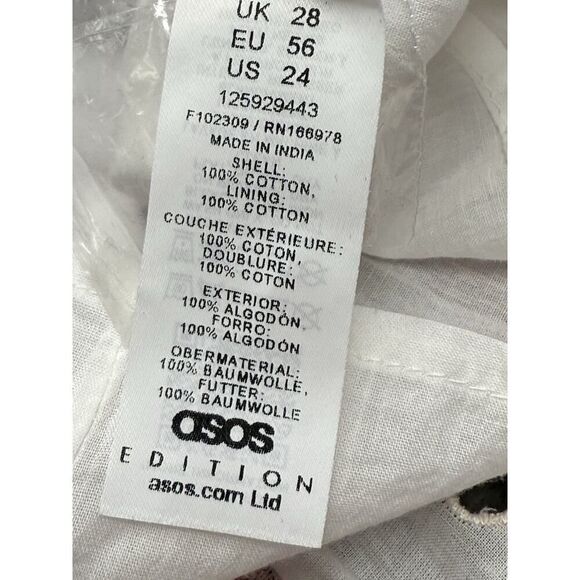 UK 28
EU 56
US 24
125929443
F102309 / RN166978
MADE IN INDIA
SHELL:
100% COTTON,
LINING:
100% COTTON
COUCHE EXTÉRIEURE:
100% COTON,
DOUBLURE:
100% COTON
EXTERIOR:
100% ALGODÓN,
FORRO:
100% ALGODÓN
OBERMATERIAL:
100% BAUMWOLLE,
FUTTER:
100% BAUMWOLLE
asos
EDITION
asos.com Ltd